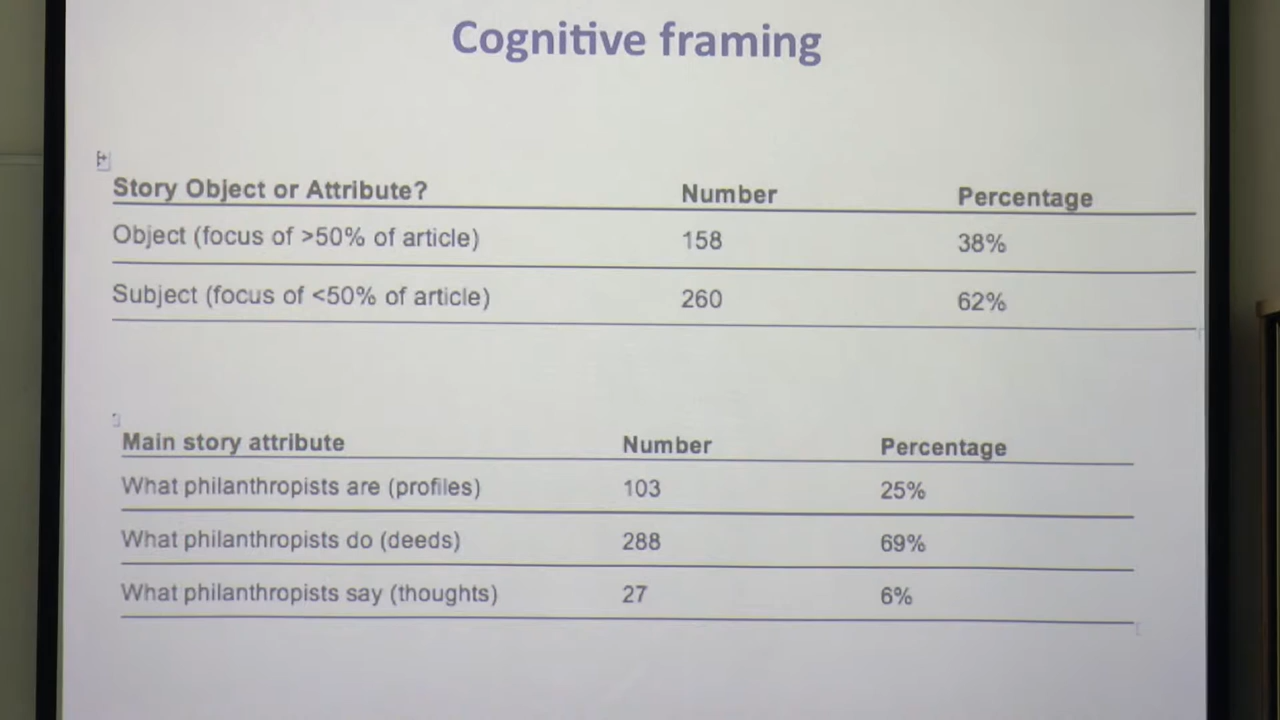 Cognitive framing
Story Object or Attribute? Number Percentage
Object (focus of >50% of article) 158 38%
Subject (focus of <50% of article) 260 62%
Main story attribute Number Percentage
What philanthropists are (profiles) 103 25%
What philanthropists do (deeds) 288 69%
What philanthropists say (thoughts) 27 6%